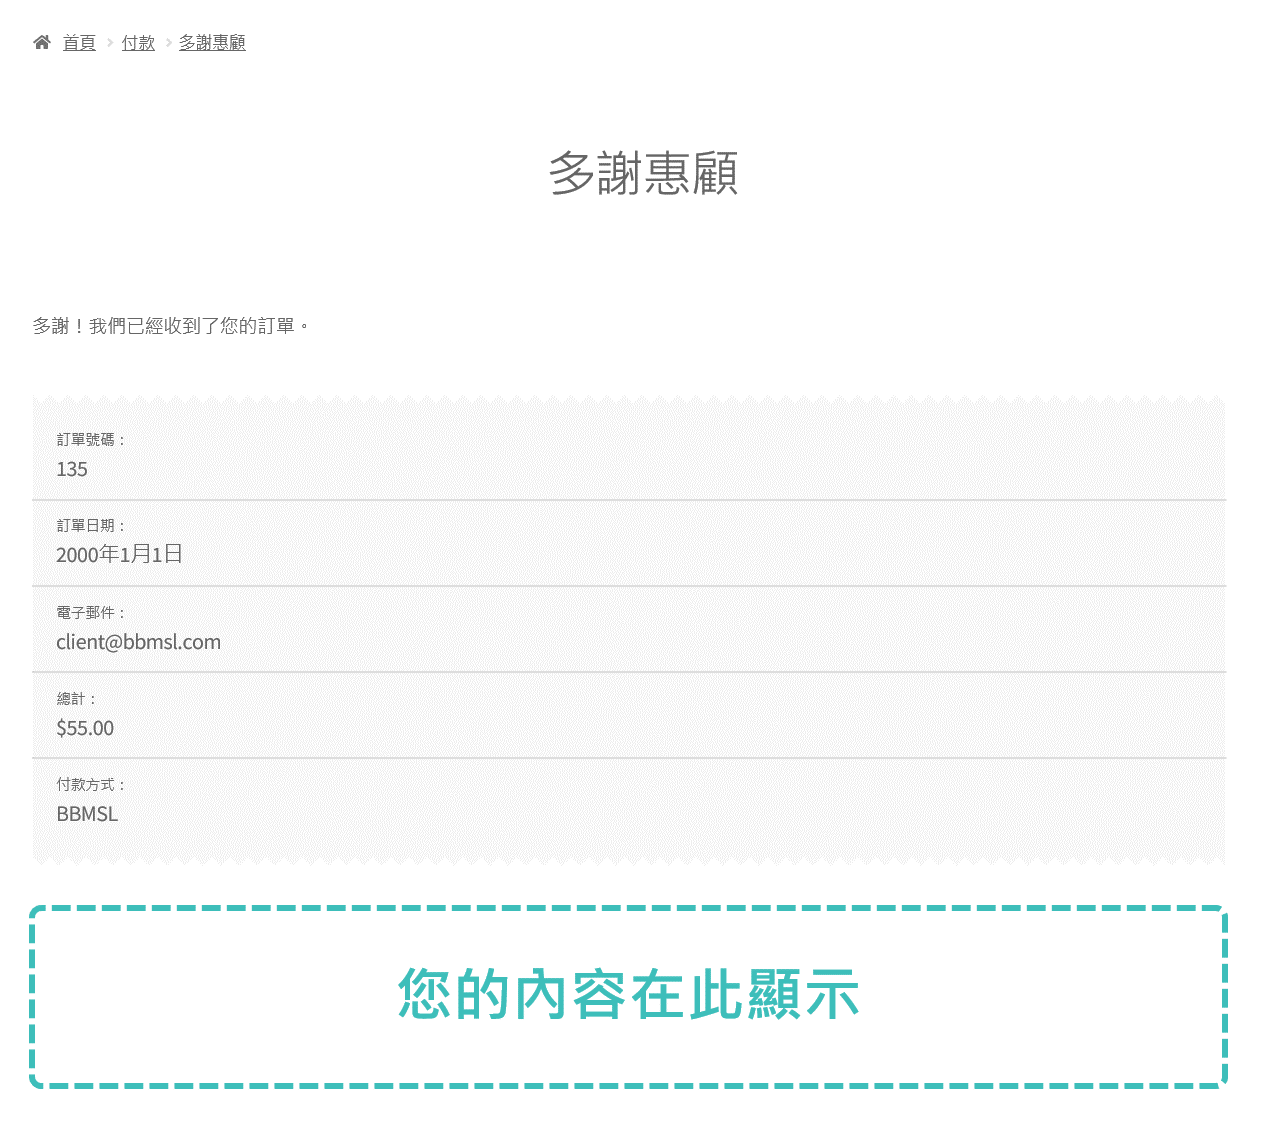 首頁 付款 多謝惠顧
多謝惠顧
多謝！我們已經收到了您的訂單。
訂單號碼：
135
訂單日期：
2000年1月1日
電子郵件：
client@bbmsl.com
總計：
$55.00
付款方式：
BBMSL
您的內容在此顯示